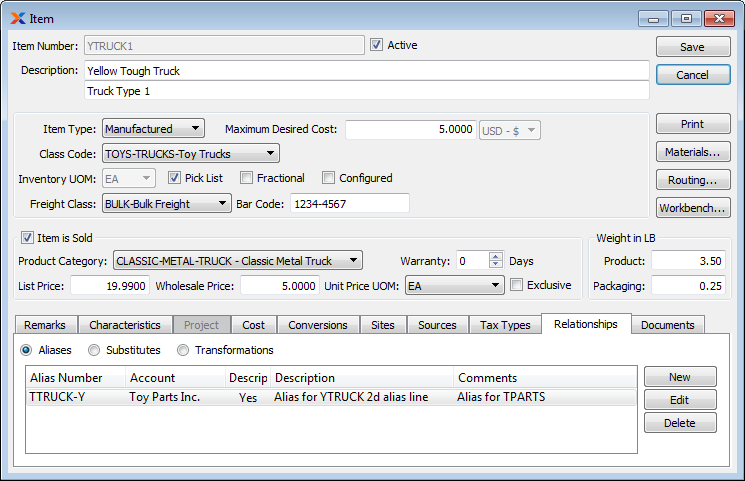 Item
Item Number: YTRUCK1 Active Save
Description: Yellow Tough Truck Cancel
Truck Type 1
Item Type: Manufactured Maximum Desired Cost: 5.0000 USD - $ Print
Class Code: TOYS-TRUCKS-Toy Trucks Materials...
Inventory UOM: EA Pick List Fractional Configured Routing...
Freight Class: BULK-Bulk Freight Bar Code: 1234-4567 Workbench...
Item is Sold Weight in LB
Product Category: CLASSIC-METAL-TRUCK - Classic Metal Truck Warranty: 0 Days Product: 3.50
List Price: 19.9900 Wholesale Price: 5.0000 Unit Price UOM: EA Exclusive Packaging: 0.25
Remarks Characteristics Project Cost Conversions Sites Sources Tax Types Relationships Documents
Aliases Substitutes Transformations
Alias Number Account Descrip Description Comments New
TTRUCK-Y Toy Parts Inc. Yes Alias for YTRUCK 2d alias line Alias for TPARTS Edit
Delete